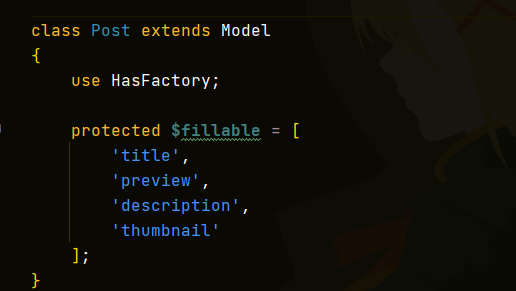 class Post extends Model
{
    use HasFactory;

    protected $fillable = [
        'title',
        'preview',
        'description',
        'thumbnail'
    ];
}